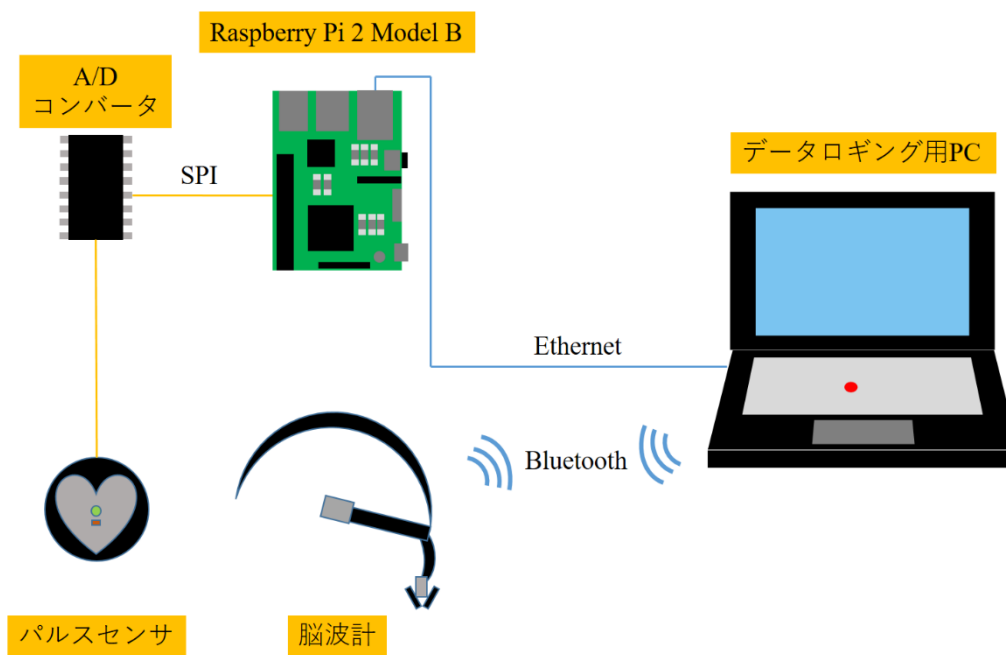 Raspberry Pi 2 Model B
A/D
コンバータ
SPI
データロギング用PC
Ethernet
Bluetooth
パルスセンサ
脳波計